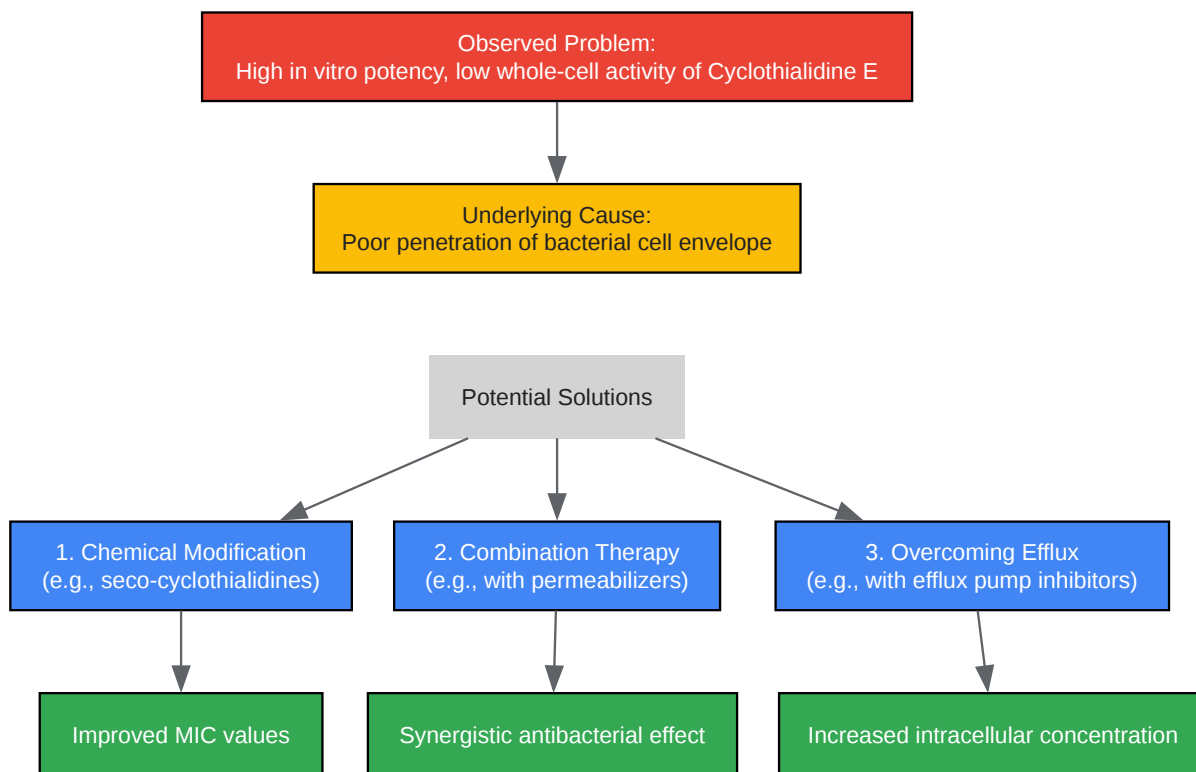 Observed Problem:
High in vitro potency, low whole-cell activity of Cyclothialidine E
Underlying Cause:
Poor penetration of bacterial cell envelope
Potential Solutions
1. Chemical Modification
(e.g., seco-cyclothialidines)
2. Combination Therapy
(e.g., with permeabilizers)
3. Overcoming Efflux
(e.g., with efflux pump inhibitors)
Improved MIC values
Synergistic antibacterial effect
Increased intracellular concentration